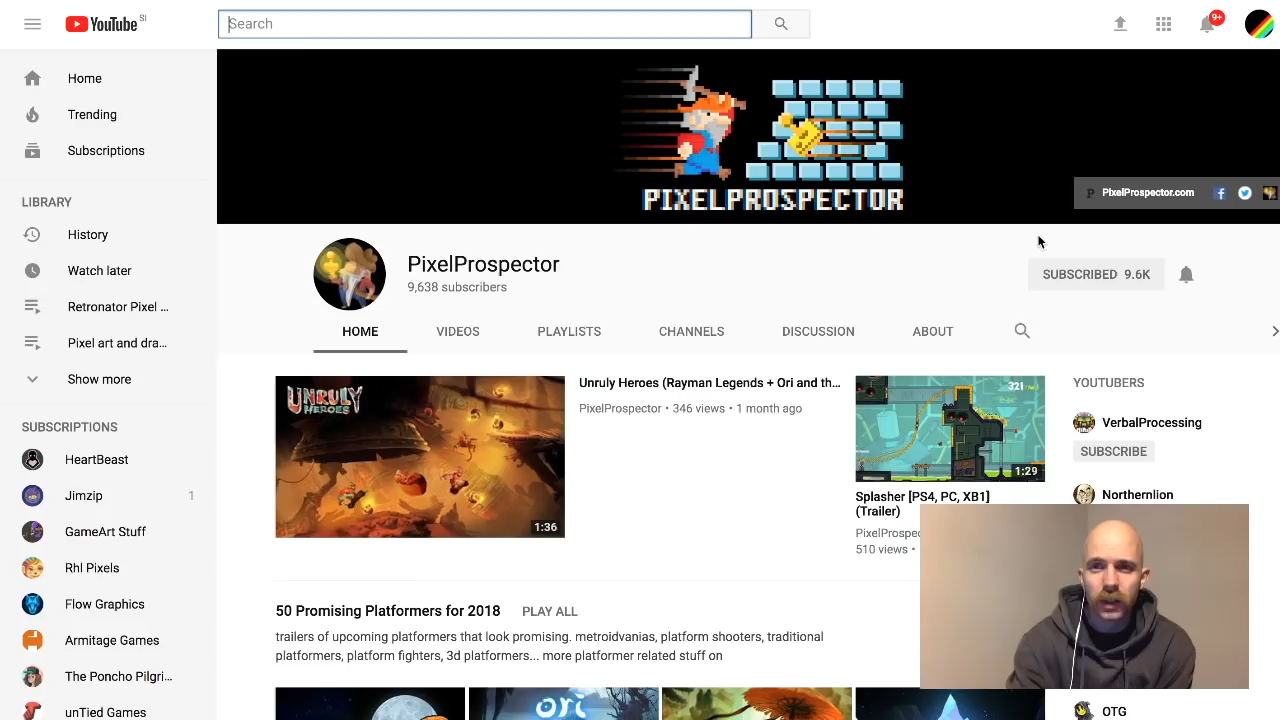 YouTube SI
Search
9+
Home
Trending
Subscriptions
LIBRARY
History
Watch later
Retronator Pixel ...
Pixel art and dra...
Show more
SUBSCRIPTIONS
HeartBeast
Jimzip 1
GameArt Stuff
Rhl Pixels
Flow Graphics
Armitage Games
The Poncho Pilgri...
unTied Games
PIXELPROSPECTOR
PixelProspector.com
PixelProspector
9,638 subscribers
SUBSCRIBED 9.6K
HOME VIDEOS PLAYLISTS CHANNELS DISCUSSION ABOUT
UNRULY
HEROES
1:36
Unruly Heroes (Rayman Legends + Ori and th...
PixelProspector • 346 views • 1 month ago
321
1:29
Splasher [PS4, PC, XB1]
(Trailer)
PixelProspec
510 views •
YOUTUBERS
VerbalProcessing
SUBSCRIBE
Northernlion
OTG
50 Promising Platformers for 2018 PLAY ALL
trailers of upcoming platformers that look promising. metroidvanias, platform shooters, traditional
platformers, platform fighters, 3d platformers... more platformer related stuff on
ori